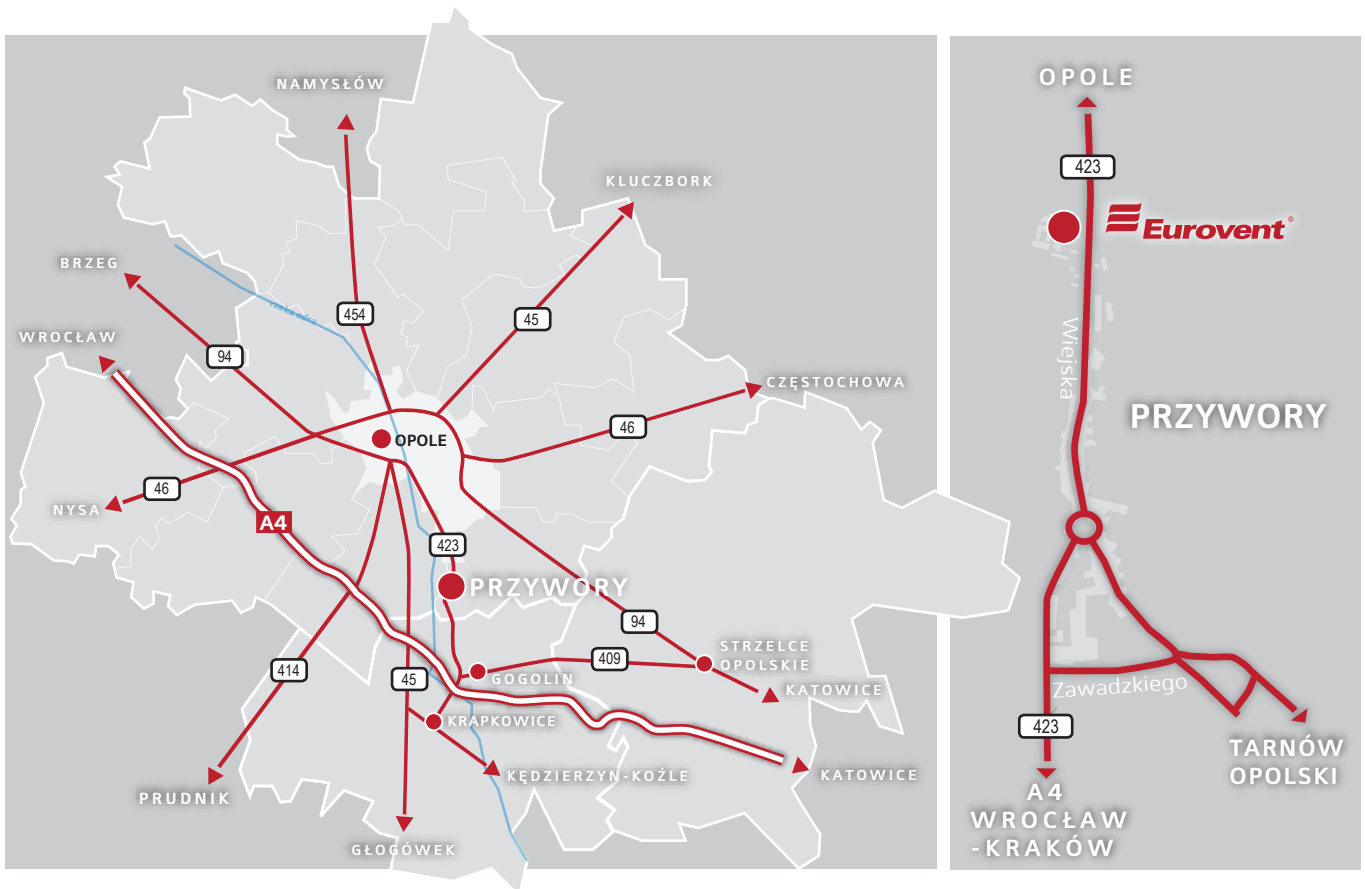 NAMYSŁÓW
KLUCZBORK
BRZEG
rzeka odra
454
45
WROCŁAW
94
CZĘSTOCHOWA
46
OPOLE
46
NYSA
A4
423
PRZYWORY
94
STRZELCE
OPOLSKIE
409
414
45
GOGOLIN
KATOWICE
KRAPKOWICE
KĘDZIERZYN-KOŹLE
KATOWICE
PRUDNIK
GŁOGÓWEK
OPOLE
423
Eurovent®
Wiejska
PRZYWORY
Zawadzkiego
423
TARNÓW
OPOLSKI
A4
WROCŁAW
-KRAKÓW